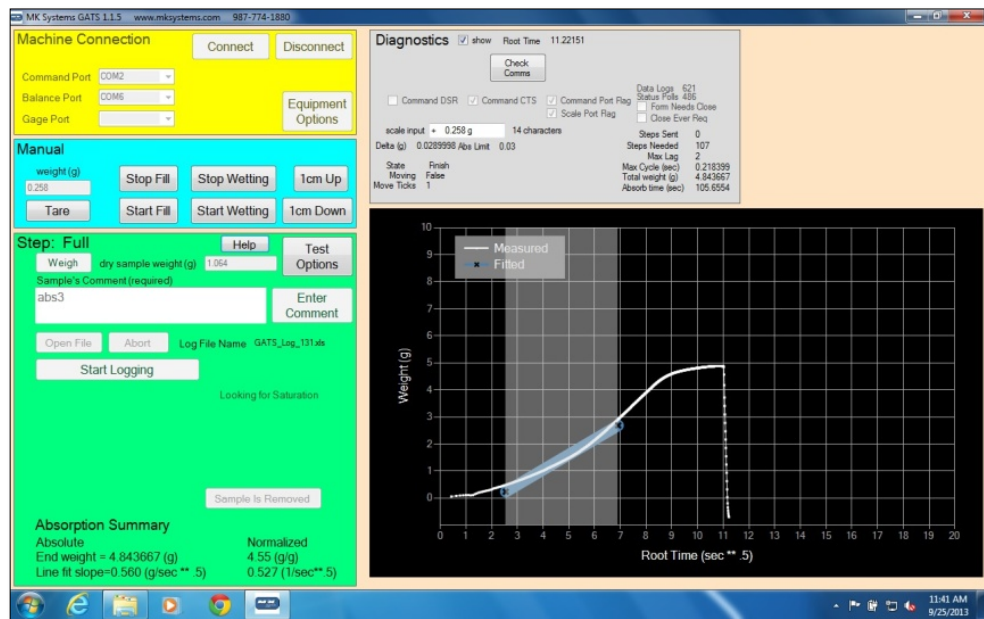 MK Systems GATS 1.1.5 www.mksystems.com 987-774-1880
Machine Connection
Connect
Disconnect
Command Port COM2
Balance Port COM6
Gage Port
Equipment Options
Manual
weight (g)
0.258
Stop Fill
Stop Wetting
1cm Up
Tare
Start Fill
Start Wetting
1cm Down
Step: Full
Help
Test Options
Weigh
dry sample weight (g) 1.064
Sample's Comment (required)
abs3
Enter Comment
Open File
Abort
Log File Name GATS_Log_131.xls
Start Logging
Looking for Saturation
Sample Is Removed
Absorption Summary
Absolute Normalized
End weight = 4.843667 (g) 4.55 (g/g)
Line fit slope=0.560 (g/sec ** .5) 0.527 (1/sec**.5)
Diagnostics show Root Time 11.22151
Check Comms
Data Logs 621
Status Polls 486
Command DSR Command CTS Command Port Flag Form Needs Close
Scale Port Flag Close Ever Req
scale input + 0.258 g 14 characters
Steps Sent 0
Delta (g) 0.0289998 Abs Limit 0.03
Steps Needed 107
Max Lag 2
State Finish
Max Cycle (sec) 0.218399
Moving False
Total weight (g) 4.843667
Move Ticks 1
Absorb time (sec) 105.6554
Measured
Fitted
10
9
8
7
6
5
4
3
2
1
0
Weight (g)
0 1 2 3 4 5 6 7 8 9 10 11 12 13 14 15 16 17 18 19 20
Root Time (sec ** .5)
11:41 AM
9/25/2013